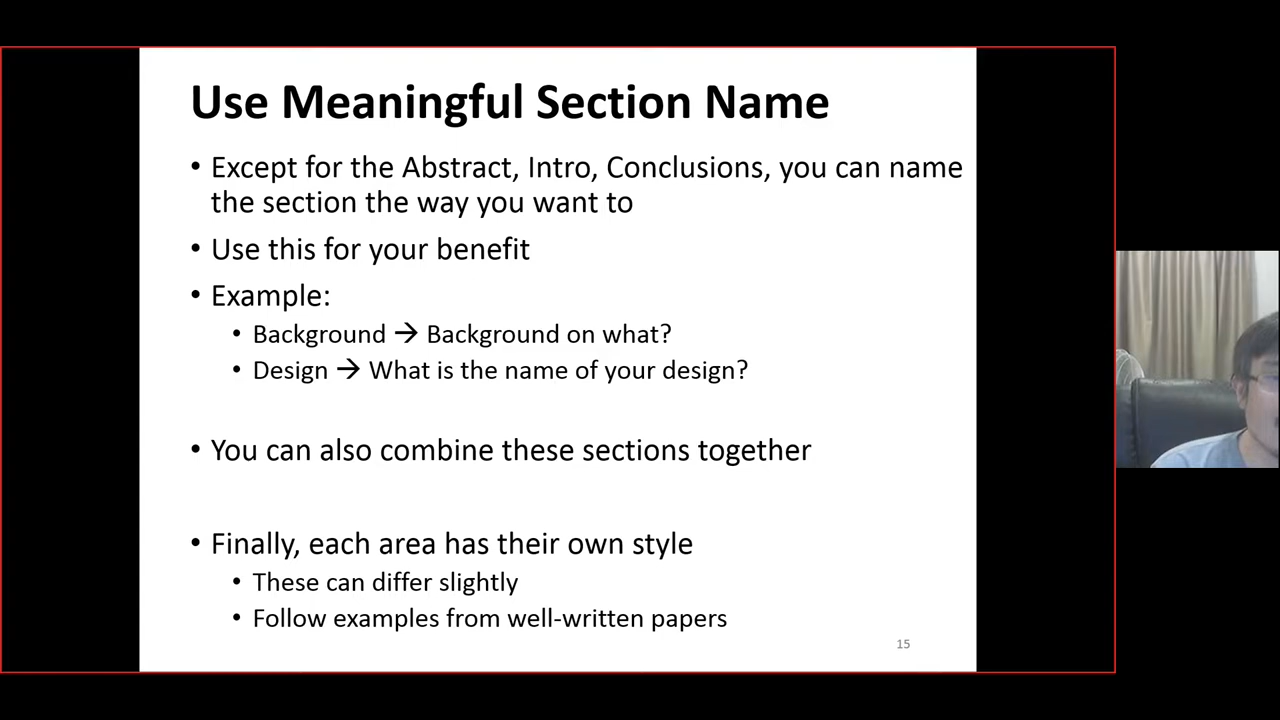 Use Meaningful Section Name
• Except for the Abstract, Intro, Conclusions, you can name
the section the way you want to
• Use this for your benefit
• Example:
• Background → Background on what?
• Design → What is the name of your design?
• You can also combine these sections together
• Finally, each area has their own style
• These can differ slightly
• Follow examples from well-written papers
15